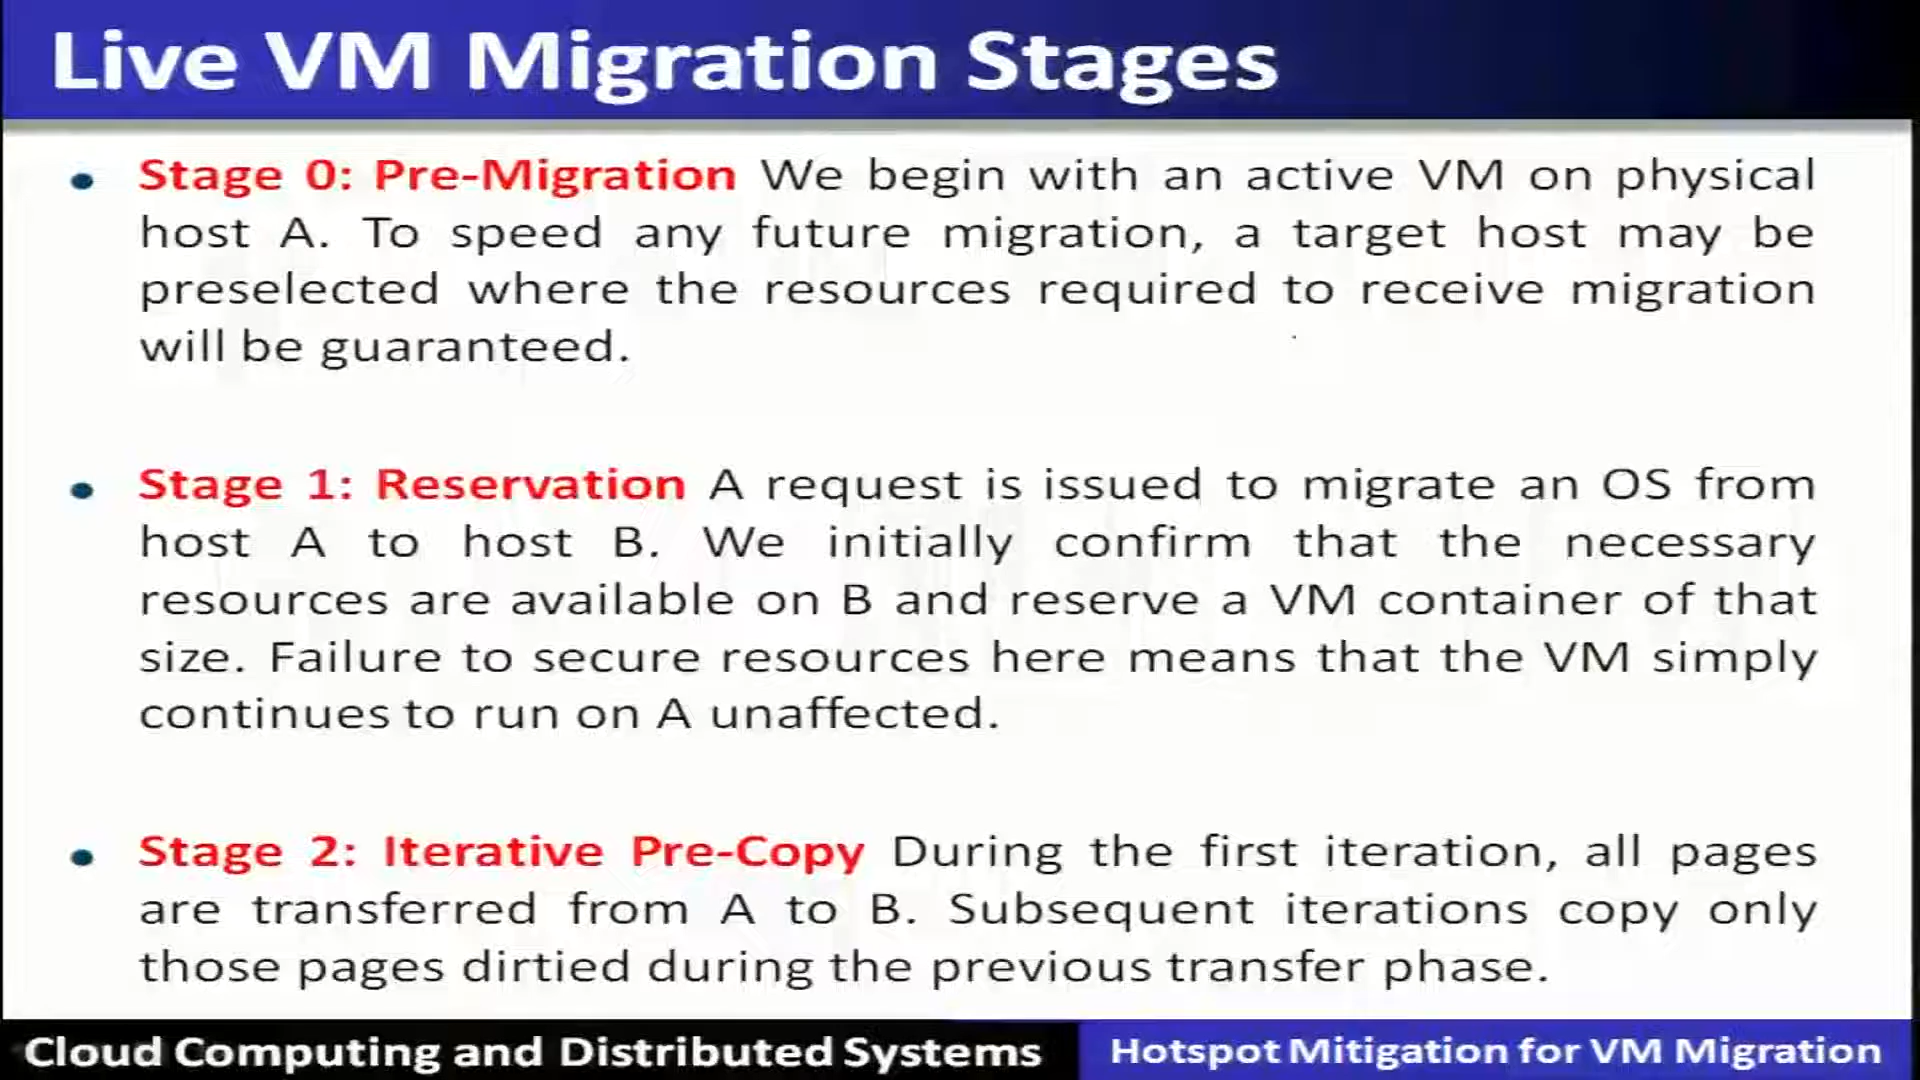 Live VM Migration Stages
• Stage 0: Pre-Migration We begin with an active VM on physical
host A. To speed any future migration, a target host may be
preselected where the resources required to receive migration
will be guaranteed.
• Stage 1: Reservation A request is issued to migrate an OS from
host A to host B. We initially confirm that the necessary
resources are available on B and reserve a VM container of that
size. Failure to secure resources here means that the VM simply
continues to run on A unaffected.
• Stage 2: Iterative Pre-Copy During the first iteration, all pages
are transferred from A to B. Subsequent iterations copy only
those pages dirtied during the previous transfer phase.
Cloud Computing and Distributed Systems
Hotspot Mitigation for VM Migration